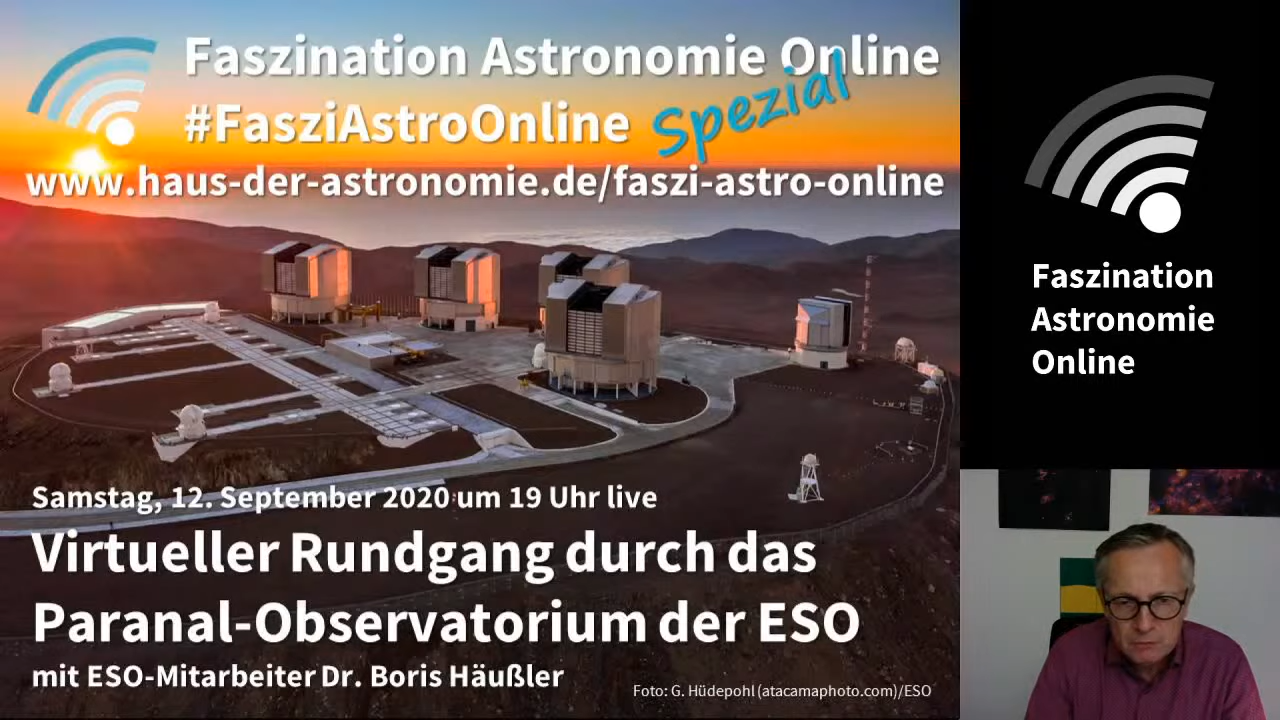 Faszination Astronomie Online
#FasziAstroOnline Spezial
www.haus-der-astronomie.de/faszi-astro-online
Samstag, 12. September 2020 um 19 Uhr live
Virtueller Rundgang durch das
Paranal-Observatorium der ESO
mit ESO-Mitarbeiter Dr. Boris Häußler
Foto: G. Hüdepohl (atacamaphoto.com)/ESO
Faszination
Astronomie
Online